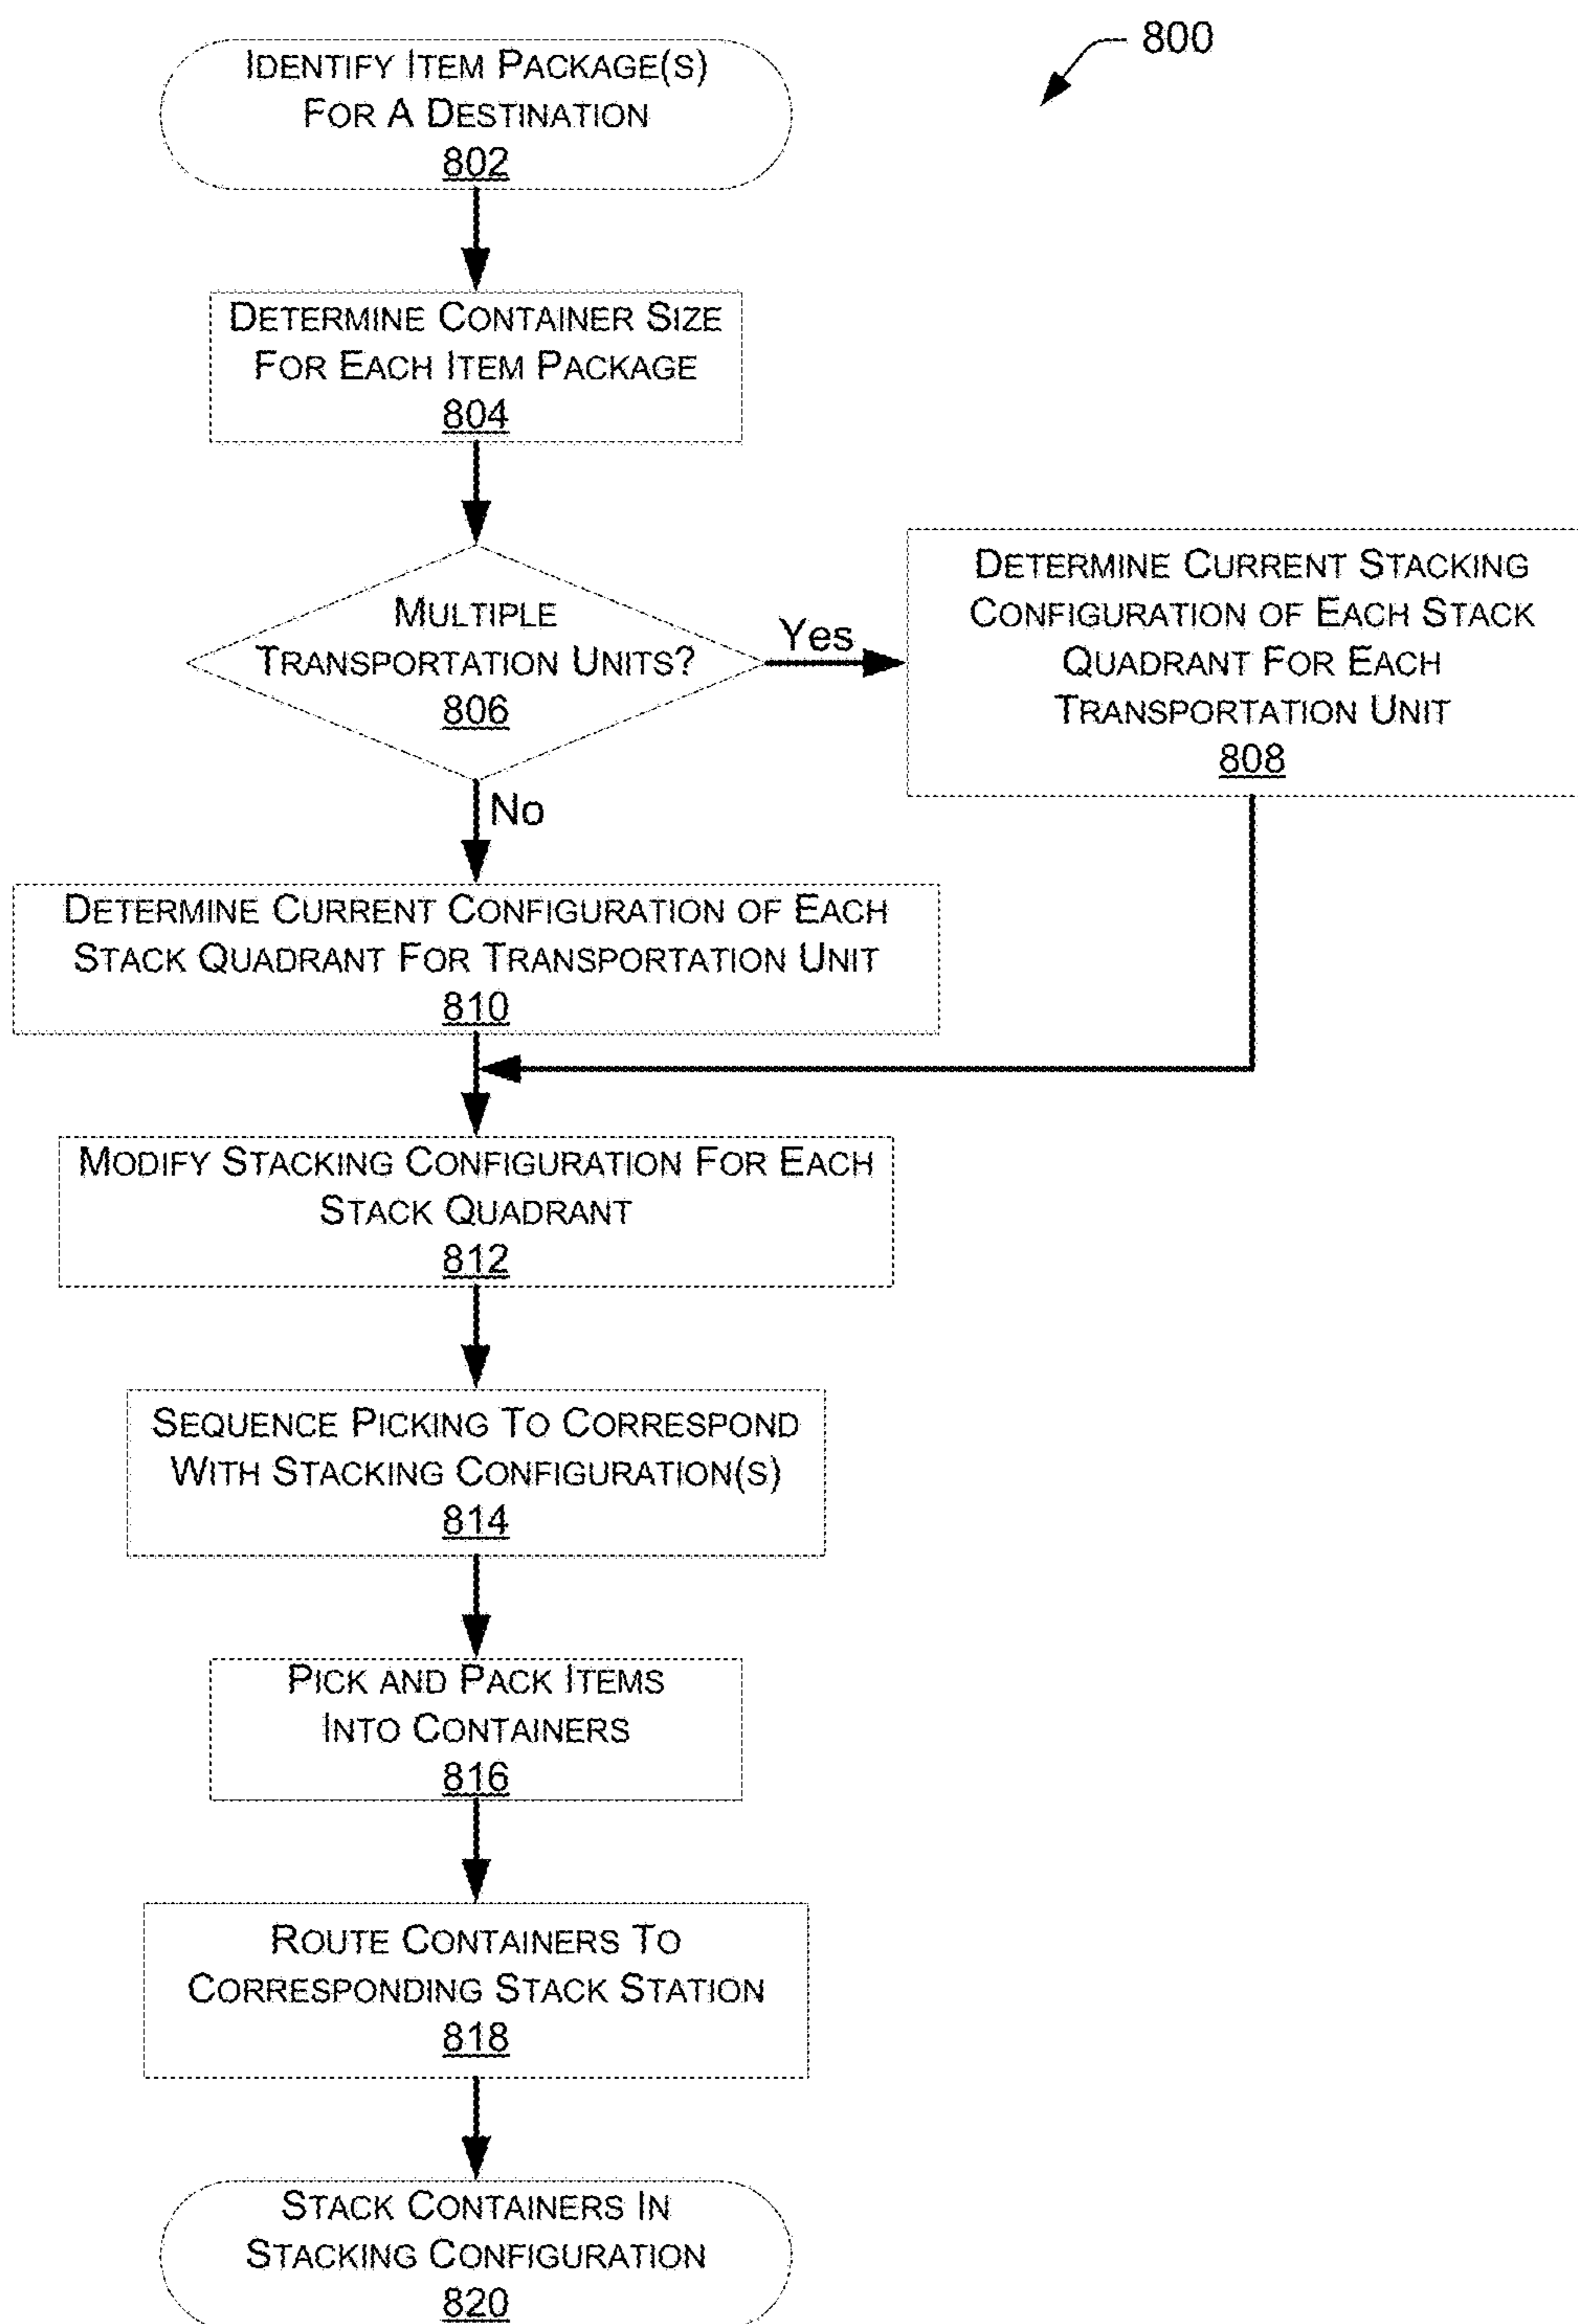 800
IDENTIFY ITEM PACKAGE(S)
FOR A DESTINATION
802
DETERMINE CONTAINER SIZE
FOR EACH ITEM PACKAGE
804
MULTIPLE
TRANSPORTATION UNITS?
806
Yes
DETERMINE CURRENT STACKING
CONFIGURATION OF EACH STACK
QUADRANT FOR EACH
TRANSPORTATION UNIT
808
No
DETERMINE CURRENT CONFIGURATION OF EACH
STACK QUADRANT FOR TRANSPORTATION UNIT
810
MODIFY STACKING CONFIGURATION FOR EACH
STACK QUADRANT
812
SEQUENCE PICKING TO CORRESPOND
WITH STACKING CONFIGURATION(S)
814
PICK AND PACK ITEMS
INTO CONTAINERS
816
ROUTE CONTAINERS TO
CORRESPONDING STACK STATION
818
STACK CONTAINERS IN
STACKING CONFIGURATION
820